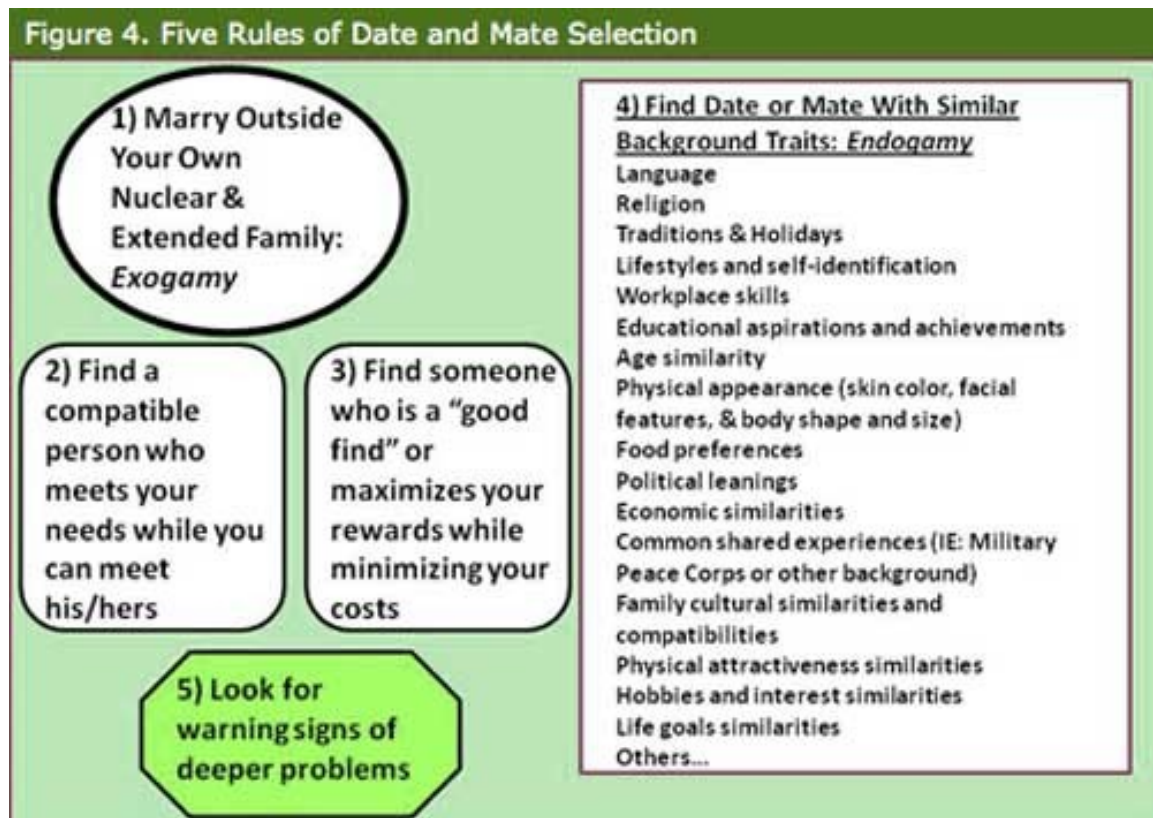 Figure 4. Five Rules of Date and Mate Selection
1) Marry Outside
Your Own
Nuclear &
Extended Family:
Exogamy
2) Find a
compatible
person who
meets your
needs while you
can meet
his/hers
3) Find someone
who is a “good
find” or
maximizes your
rewards while
minimizing your
costs
4) Find Date or Mate With Similar
Background Traits: Endogamy
Language
Religion
Traditions & Holidays
Lifestyles and self-identification
Workplace skills
Educational aspirations and achievements
Age similarity
Physical appearance (skin color, facial
features, & body shape and size)
Food preferences
Political leanings
Economic similarities
Common shared experiences (IE: Military
Peace Corps or other background)
Family cultural similarities and
compatibilities
Physical attractiveness similarities
Hobbies and interest similarities
Life goals similarities
Others...
5) Look for
warning signs of
deeper problems